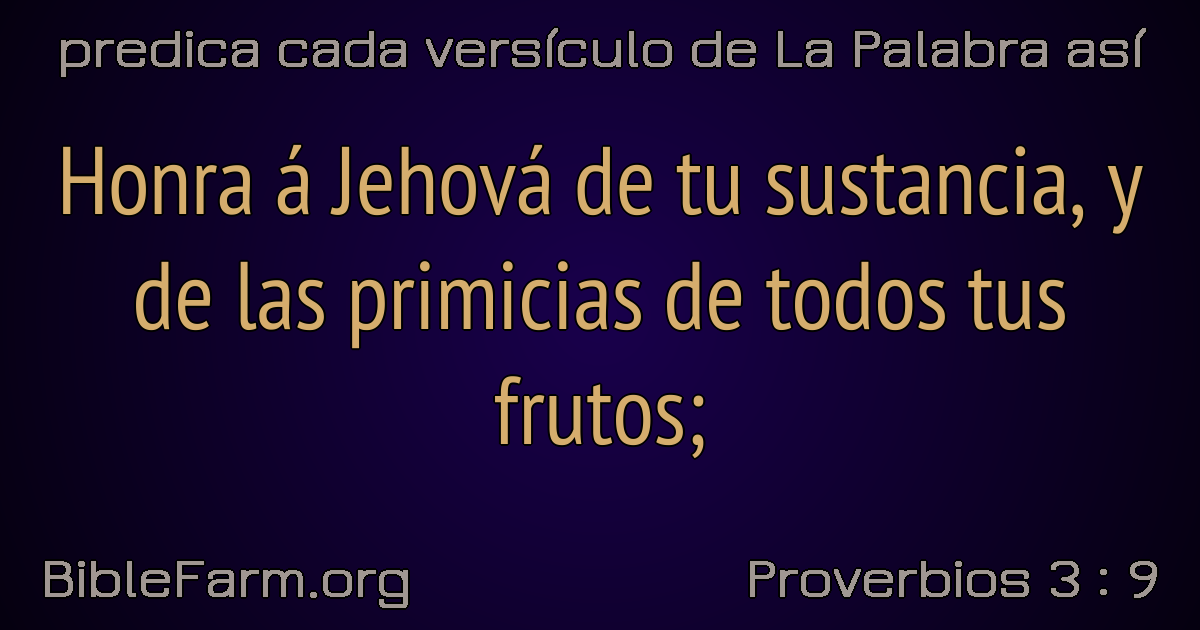 predica cada versículo de La Palabra así
Honra á Jehová de tu sustancia, y
de las primicias de todos tus
frutos;
BibleFarm.org
Proverbios 3 : 9